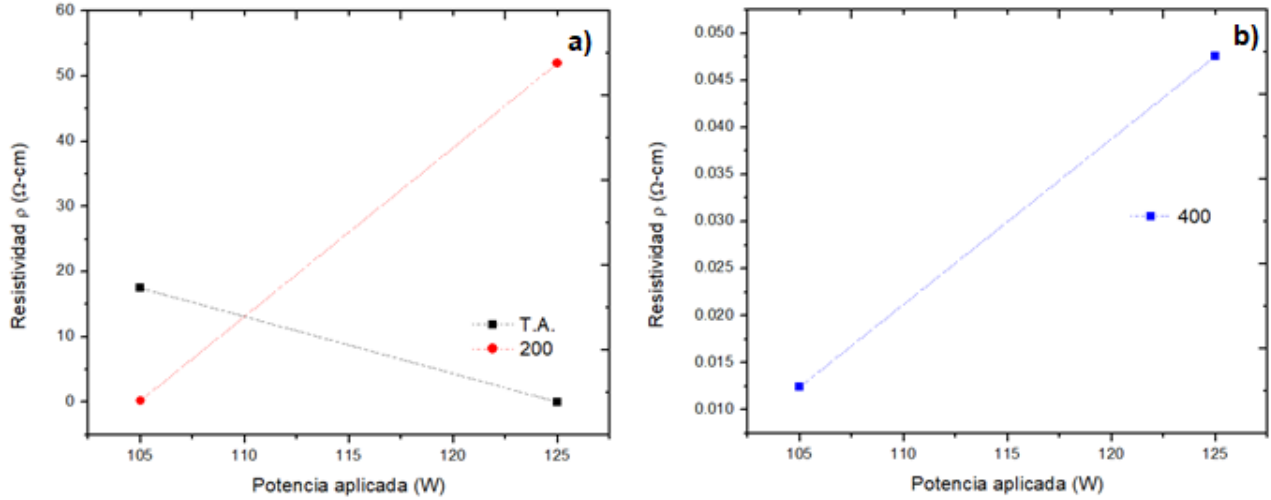 a)
60
50
40
30
20
10
0
Resistividad ρ (Ω-cm)
T.A.
200
105 110 115 120 125
Potencia aplicada (W)
b)
0.050
0.045
0.040
0.035
0.030
0.025
0.020
0.015
0.010
Resistividad ρ (Ω-cm)
400
105 110 115 120 125
Potencia aplicada (W)